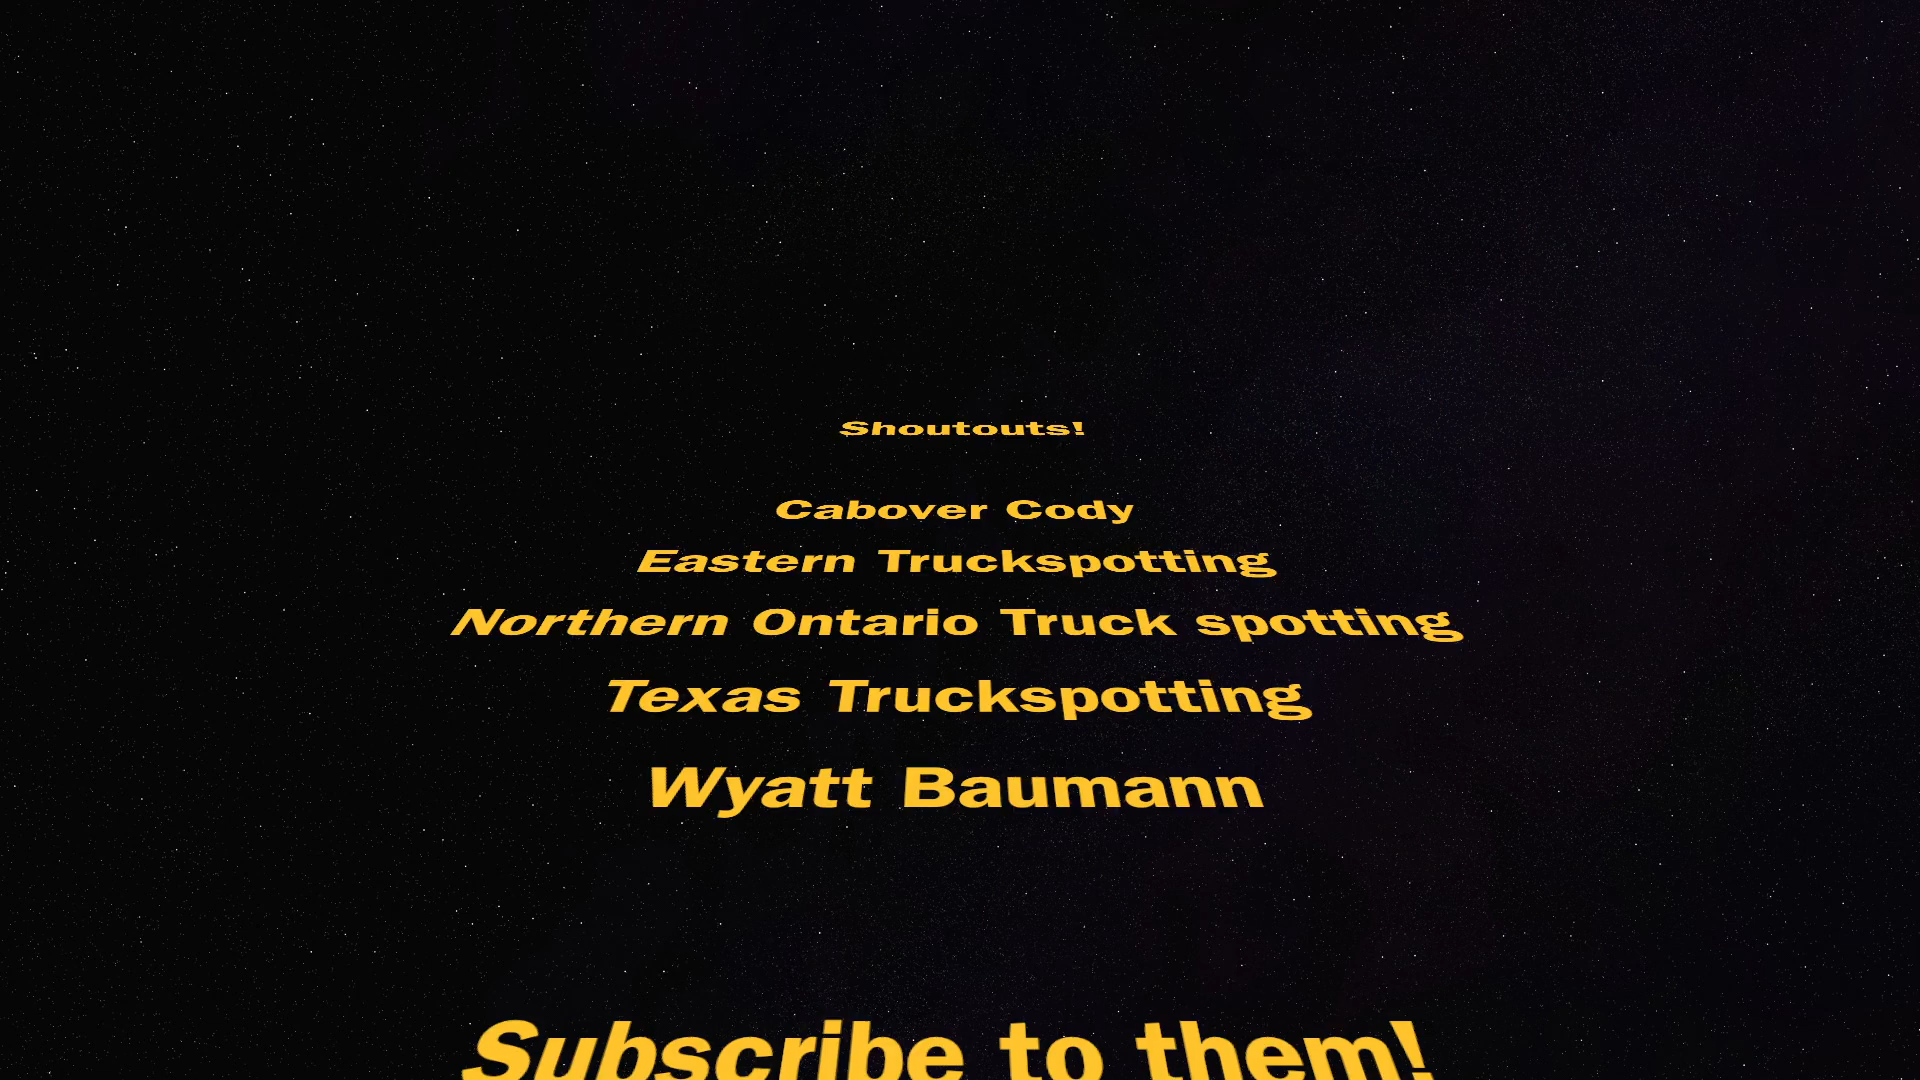 Shoutouts!
Cabover Cody
Eastern Truckspotting
Northern Ontario Truck spotting
Texas Truckspotting
Wyatt Baumann
Subscribe to them!